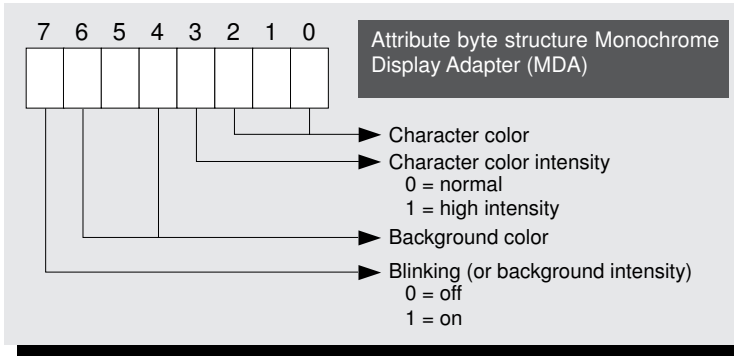 7 6 5 4 3 2 1 0
Attribute byte structure Monochrome
Display Adapter (MDA)
Character color
Character color intensity
0 = normal
1 = high intensity
Background color
Blinking (or background intensity)
0 = off
1 = on